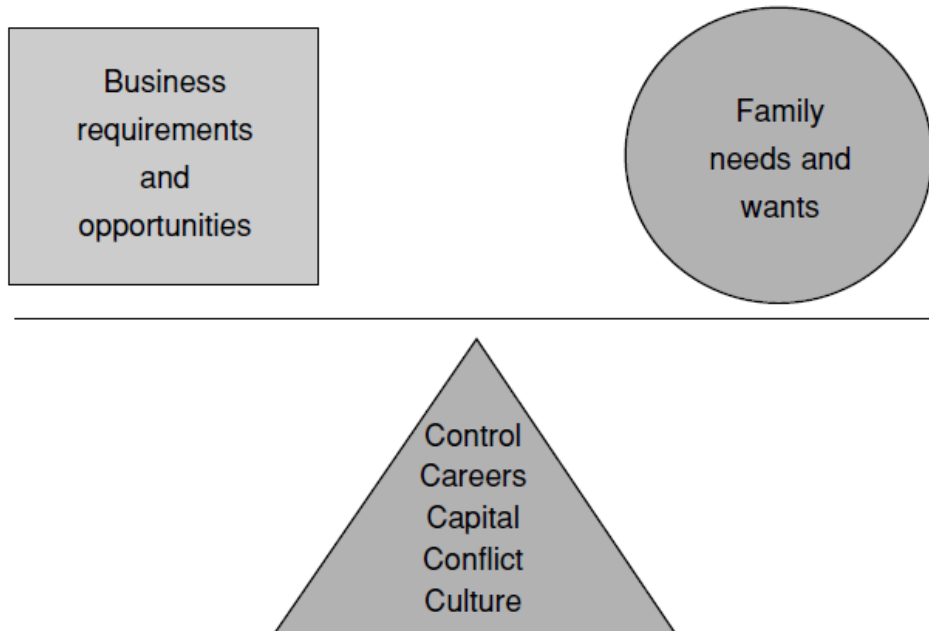 Business
requirements
and
opportunities
Family
needs and
wants
Control
Careers
Capital
Conflict
Culture